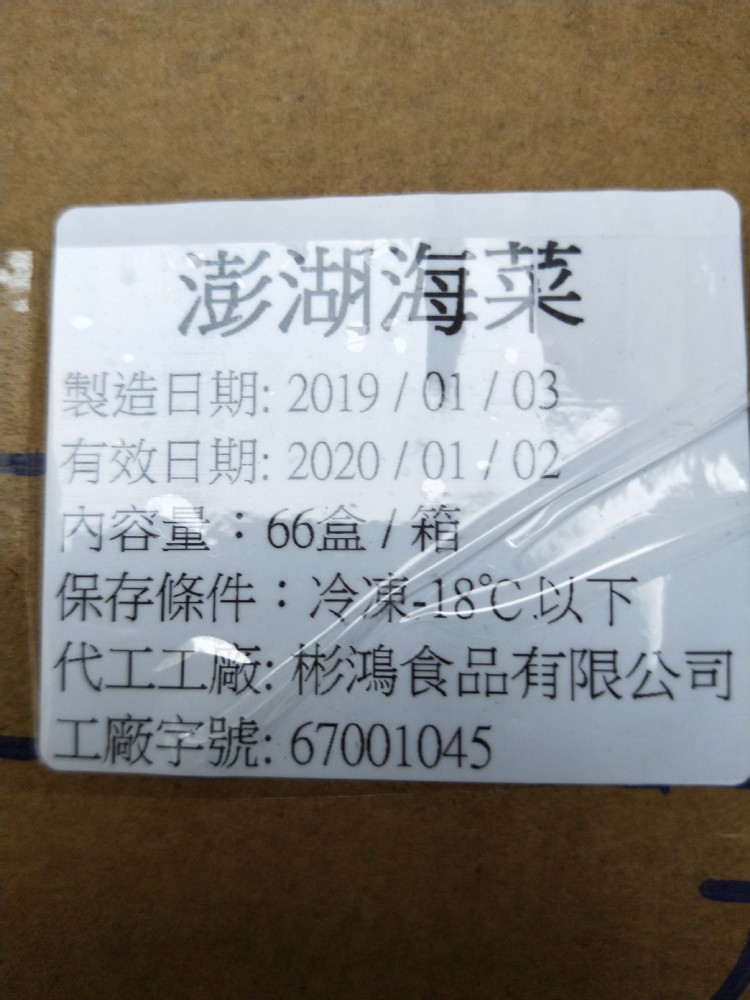 澎湖海菜
製造日期: 2019 / 01 / 03
有效日期: 2020 / 01 / 02
內容量：66盒 / 箱
保存條件：冷凍-18℃以下
代工工廠: 彬鴻食品有限公司
工廠字號: 67001045